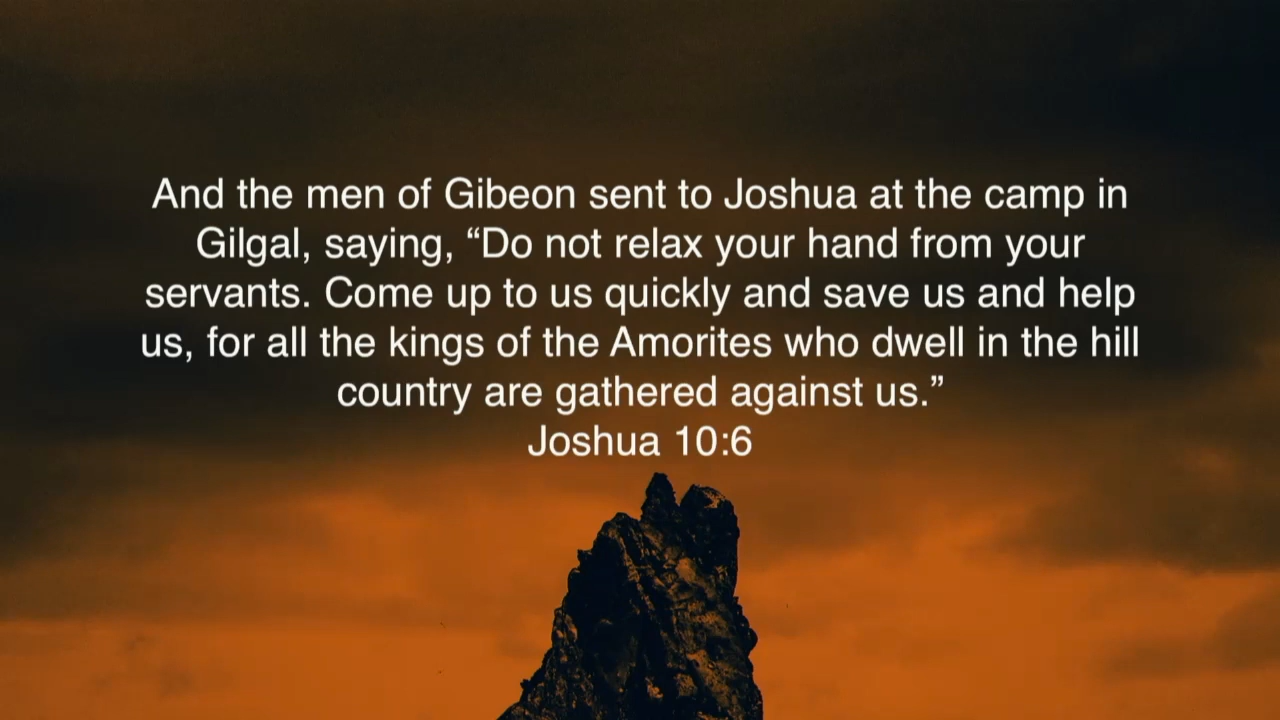 And the men of Gibeon sent to Joshua at the camp in
Gilgal, saying, “Do not relax your hand from your
servants. Come up to us quickly and save us and help
us, for all the kings of the Amorites who dwell in the hill
country are gathered against us.”
Joshua 10:6